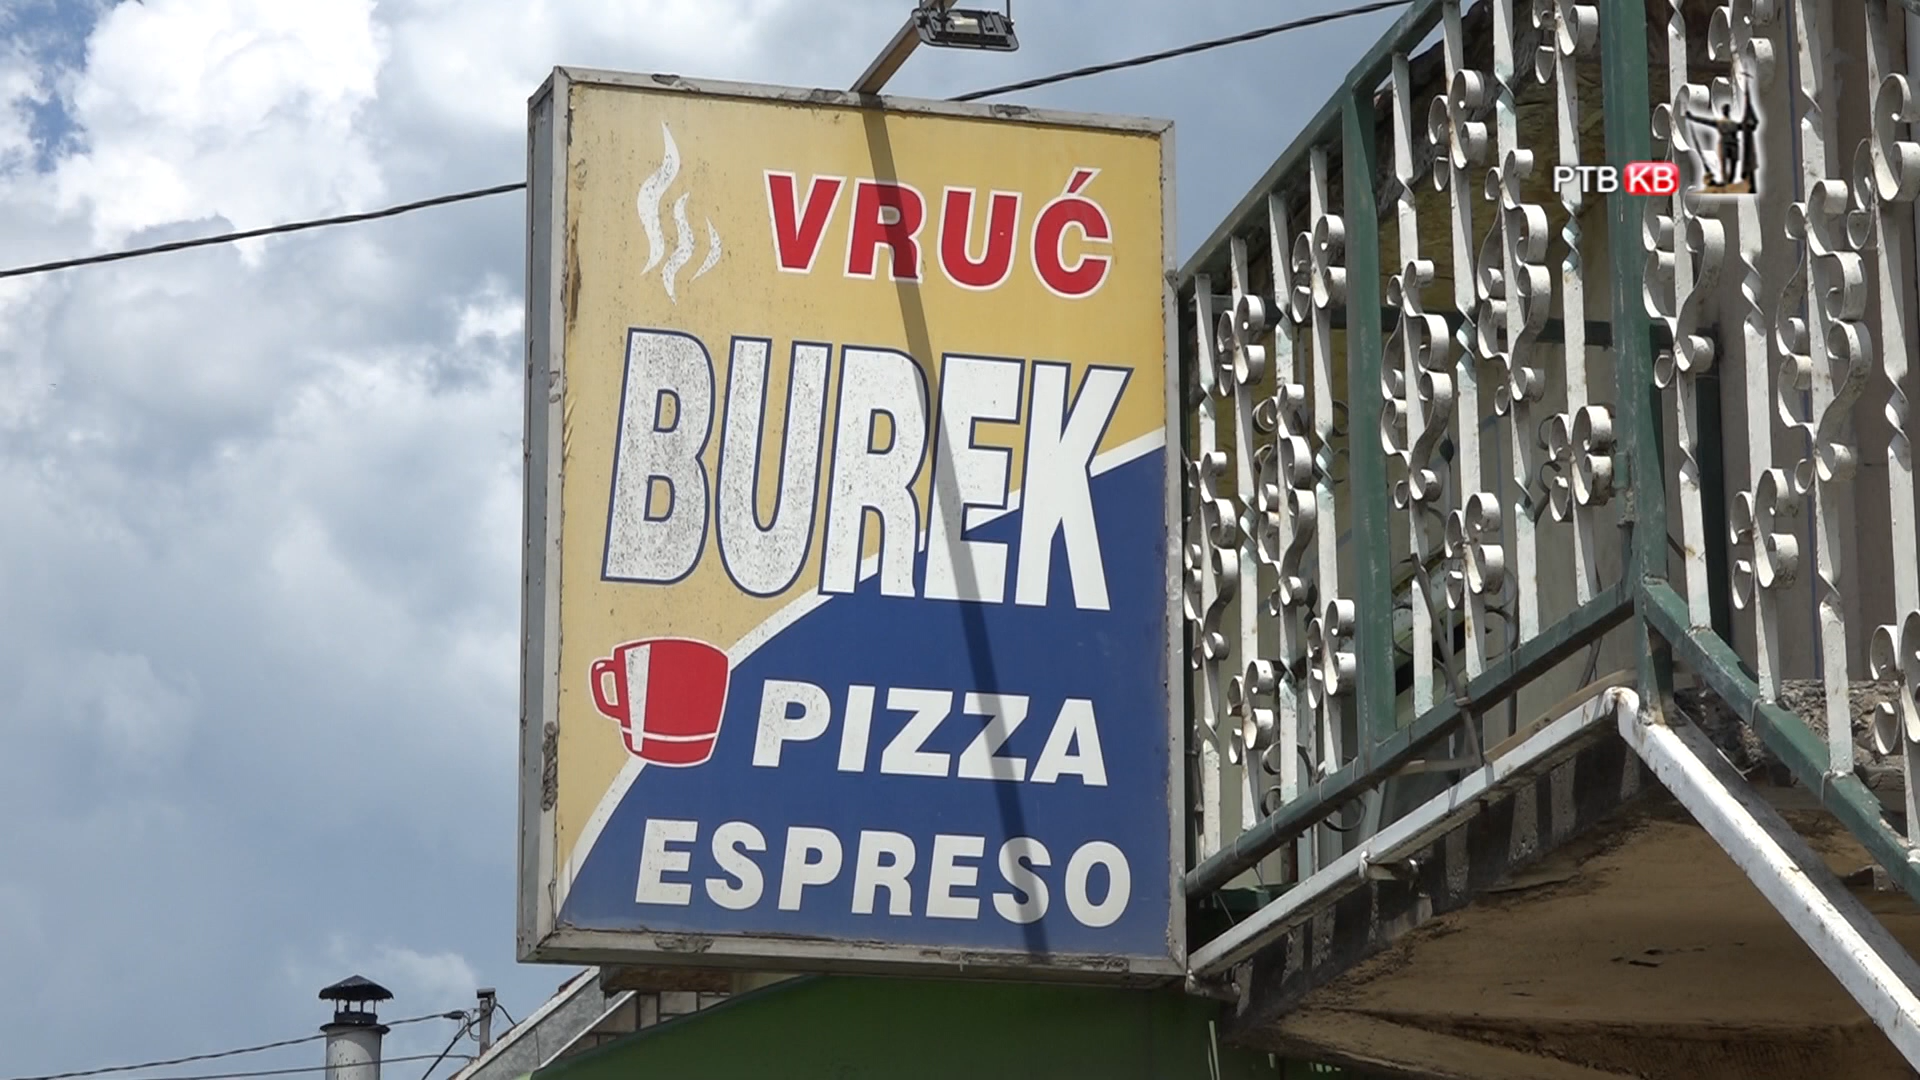 РТВ КВ
VRUĆ
BUREK
PIZZA
ESPRESO